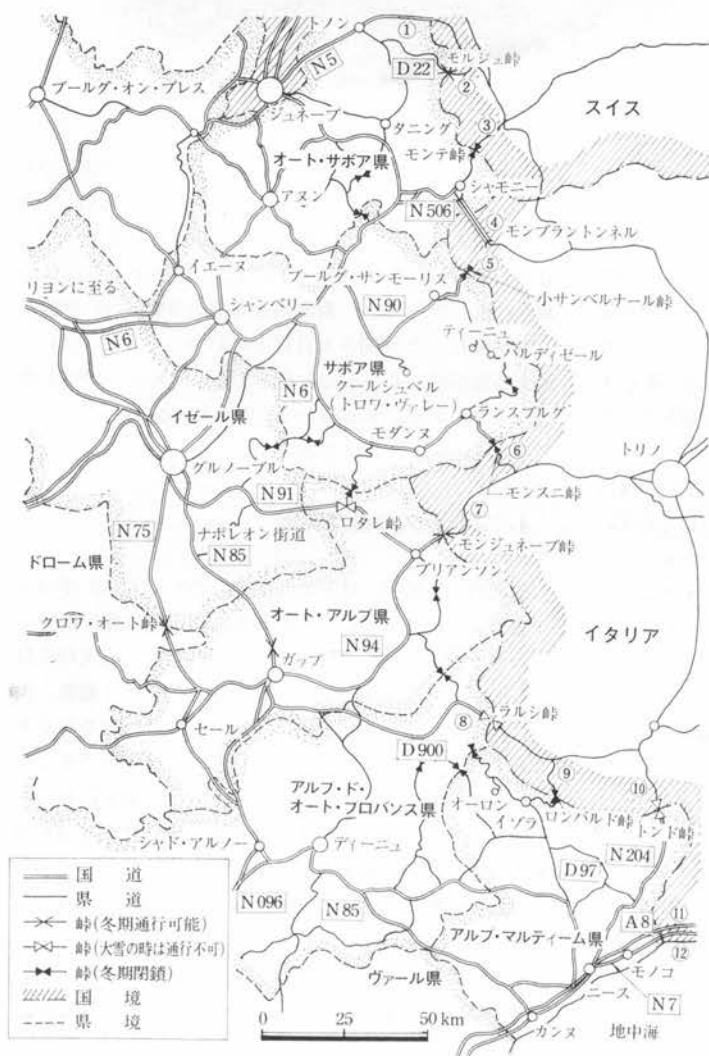 トノン
①
N5
D22
モルジュ峠
②
ブールグ・オン・ブレス
ジュネーブ
スイス
タニング
③
モンテ峠
オート・サボア県
シャモニー
アヌン
N506
④
モンブラントンネル
イエーヌ
⑤
ブールグ・サンモーリス
リヨンに至る
シャンベリー
N90
小サンベルナール峠
N6
ティーニュ
バルディゼール
サボア県
クールシュベル
(トロワ・ヴァレー)
N6
イゼール県
ランスブルグ
モダンヌ
トリノ
⑥
グルノーブル
モンスニ峠
N91
⑦
N75
ナポレオン街道
ロタレ峠
モンジュネーブ峠
N85
ドローム県
ブリアンソン
オート・アルプ県
クロワ・オート峠
イタリア
N94
ガップ
ラルシ峠
セール
⑧
D900
⑨
⑩
アルプ・ド・
オート・プロバンス県
オーロン
イゾラ
ロンバルド峠
トンド峠
シャド・アルノー
ディーニュ
N204
D97
N096
N85
A8
⑪
アルプ・マルティーム県
⑫
ヴァール県
モノコ
ニース
N7
カンヌ
地中海
国道
県道
峠(冬期通行可能)
峠(大雪の時は通行不可)
峠(冬期閉鎖)
国境
県境
0 25 50 km